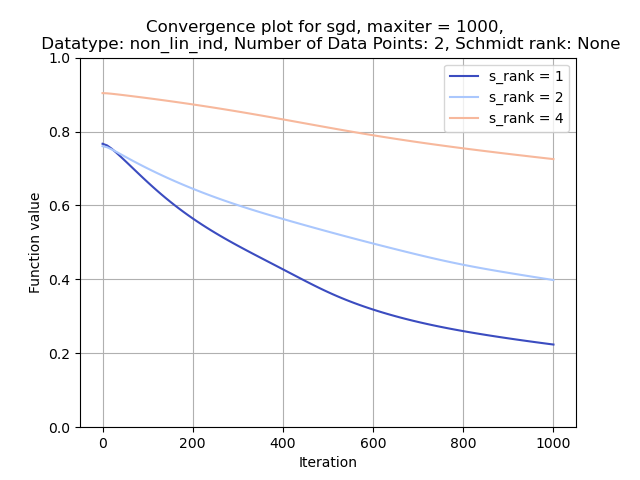 Convergence plot for sgd, maxiter = 1000,
Datatype: non_lin_ind, Number of Data Points: 2, Schmidt rank: None
1.0
s_rank = 1
s_rank = 2
s_rank = 4
0.8
0.6
0.4
0.2
0.0
Function value
0 200 400 600 800 1000
Iteration